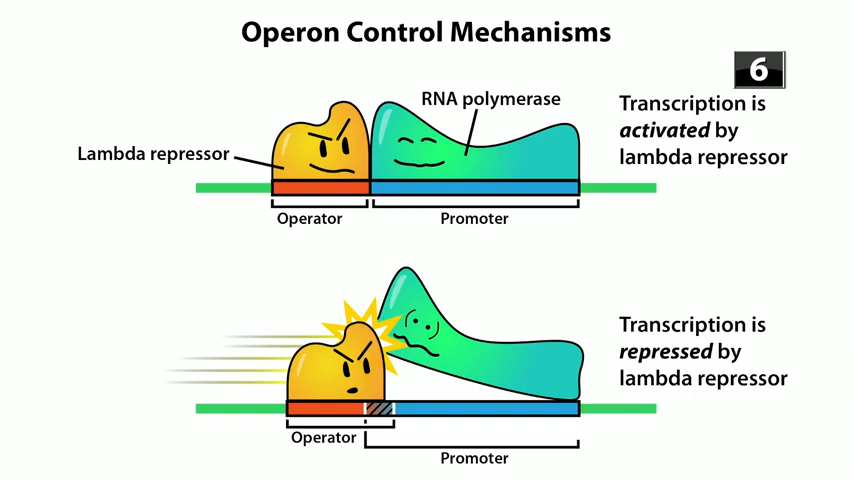 Operon Control Mechanisms
6
RNA polymerase
Transcription is
activated by
lambda repressor
Lambda repressor
Operator
Promoter
Transcription is
repressed by
lambda repressor
Operator
Promoter